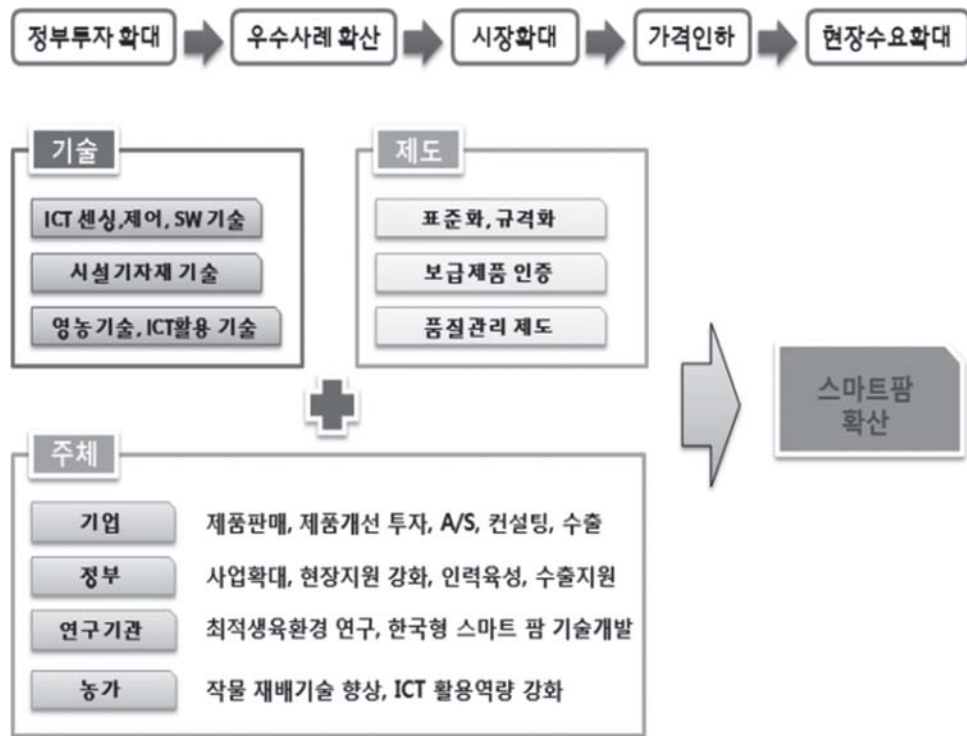 정부투자 확대
우수사례 확산
시장확대
가격인하
현장수요확대
기술
ICT 센싱,제어, SW 기술
시설기자재 기술
영농기술, ICT활용 기술
제도
표준화, 규격화
보급제품 인증
품질관리 제도
주체
기업
제품판매, 제품개선 투자, A/S, 컨설팅, 수출
정부
사업확대, 현장지원 강화, 인력육성, 수출지원
연구기관
최적생육환경 연구, 한국형 스마트 팜 기술개발
농가
작물 재배기술 향상, ICT 활용역량 강화
스마트팜
확산